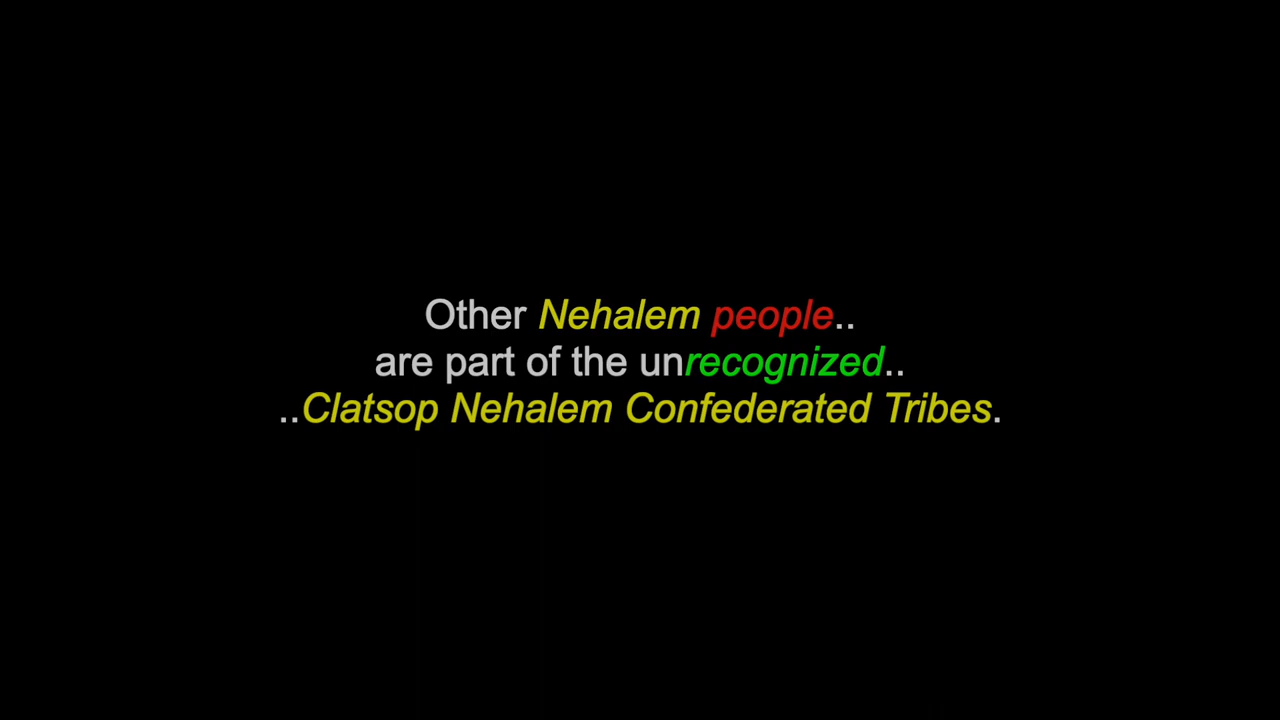 Other Nehalem people..
are part of the unrecognized..
..Clatsop Nehalem Confederated Tribes.